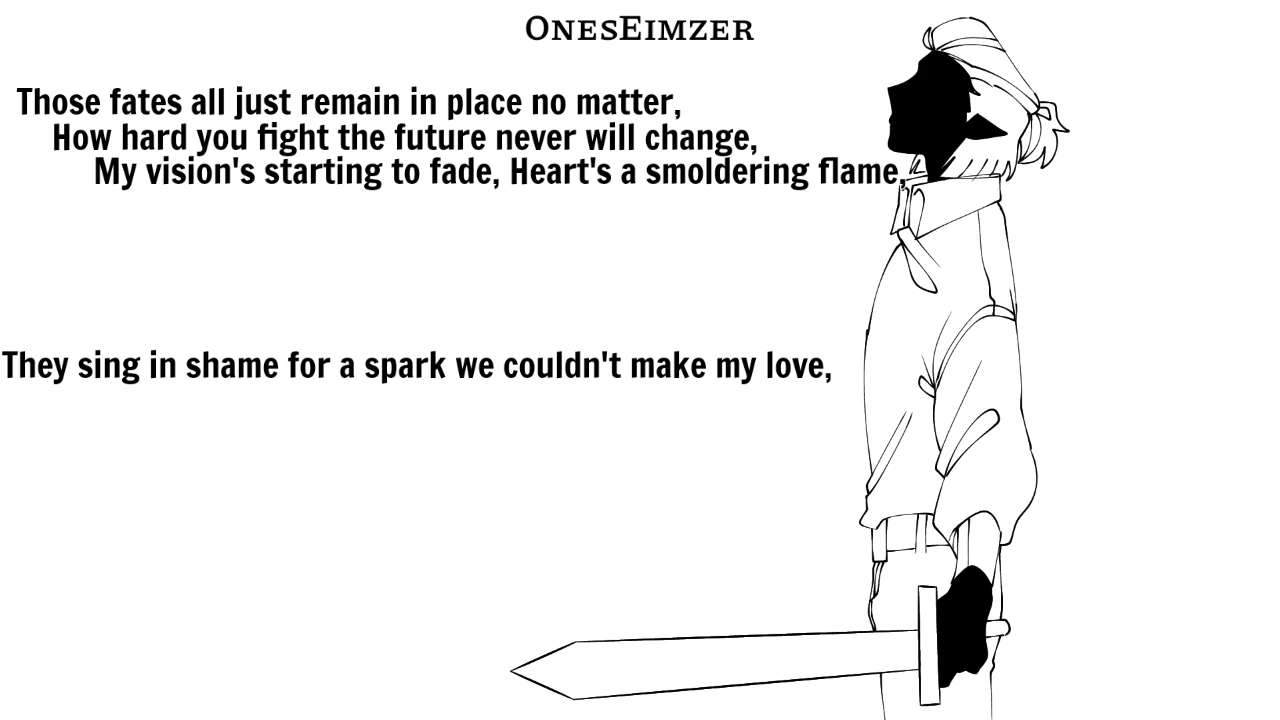 OnesEimzer
Those fates all just remain in place no matter,
How hard you fight the future never will change,
My vision's starting to fade, Heart's a smoldering flame,
They sing in shame for a spark we couldn't make my love,